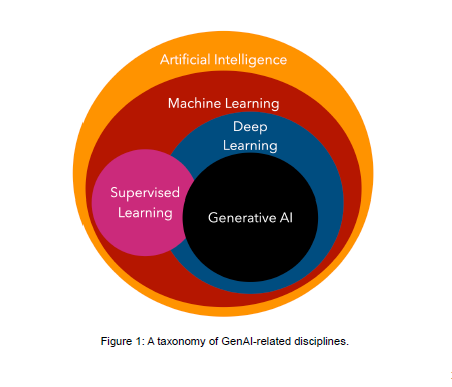 Artificial Intelligence
Machine Learning
Deep
Learning
Supervised
Learning
Generative AI
Figure 1: A taxonomy of GenAI-related disciplines.